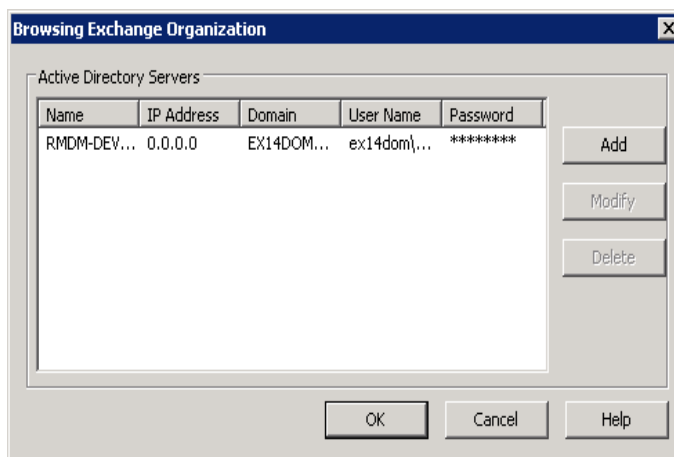 Browsing Exchange Organization
Active Directory Servers
Name IP Address Domain User Name Password
RMDM-DEV... 0.0.0.0 EX14DOM... ex14dom\... ********
Add
Modify
Delete
OK Cancel Help